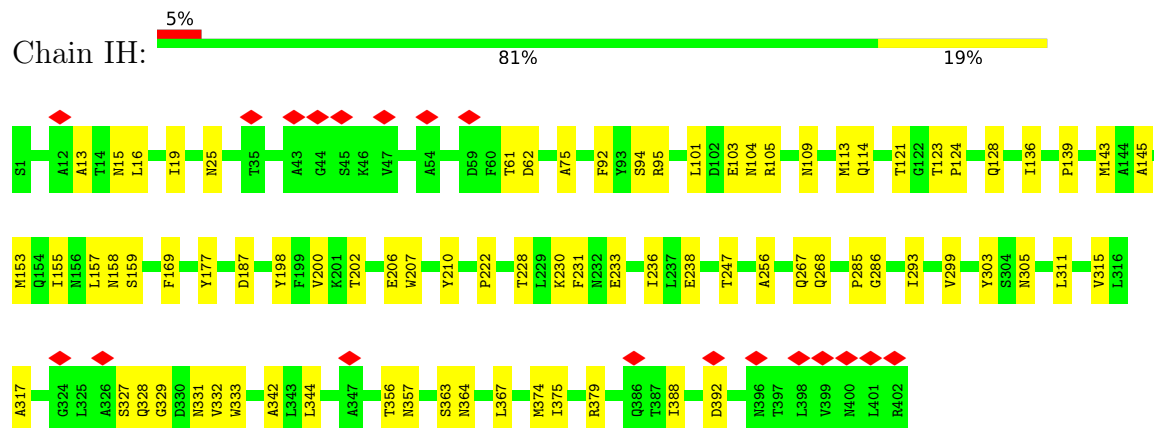 5%
Chain IH:
81% 19%
S1 A12 A13 T14 N15 L16 I19 N25 T35 A43 G44 S45 K46 V47 A54 D59 F60 T61 D62 A75 F92 Y93 S94 R95 L101 D102 E103 N104 R105 N109 M113 Q114 T121 G122 T123 P124 Q128 I136 P139 M143 A144 A145
M153 Q154 I155 N156 L157 N158 S159 F169 Y177 D187 Y198 F199 V200 K201 T202 E206 W207 Y210 P222 T228 L229 K230 F231 N232 E233 I236 L237 E238 T247 A256 Q267 Q268 P285 G286 I293 V299 Y303 S304 N305 L311 V315 L316
A317 G324 L325 A326 S327 Q328 G329 D330 N331 V332 W333 A342 L343 L344 A347 T356 N357 S363 N364 L367 M374 I375 R379 Q386 T387 I388 D392 N396 T397 L398 V399 N400 L401 R402